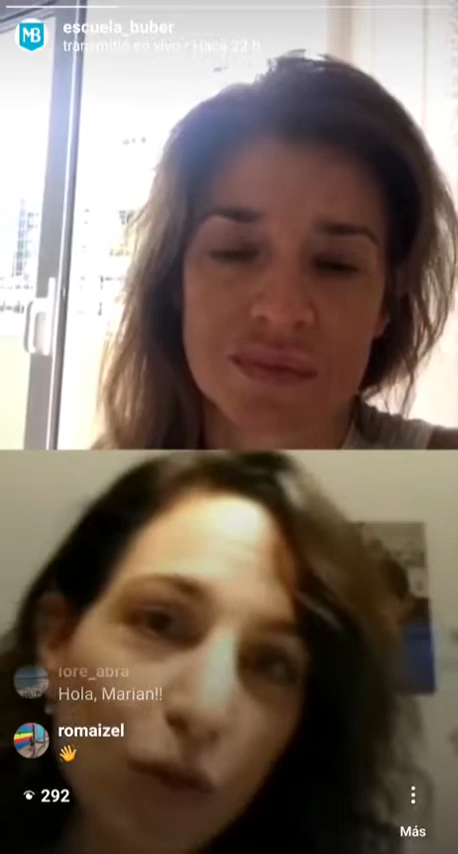 MB
escuela_buber
transmitió en vivo • Hace 22 h
lore_abra
Hola, Marian!!
romaizel
👋
292
Más